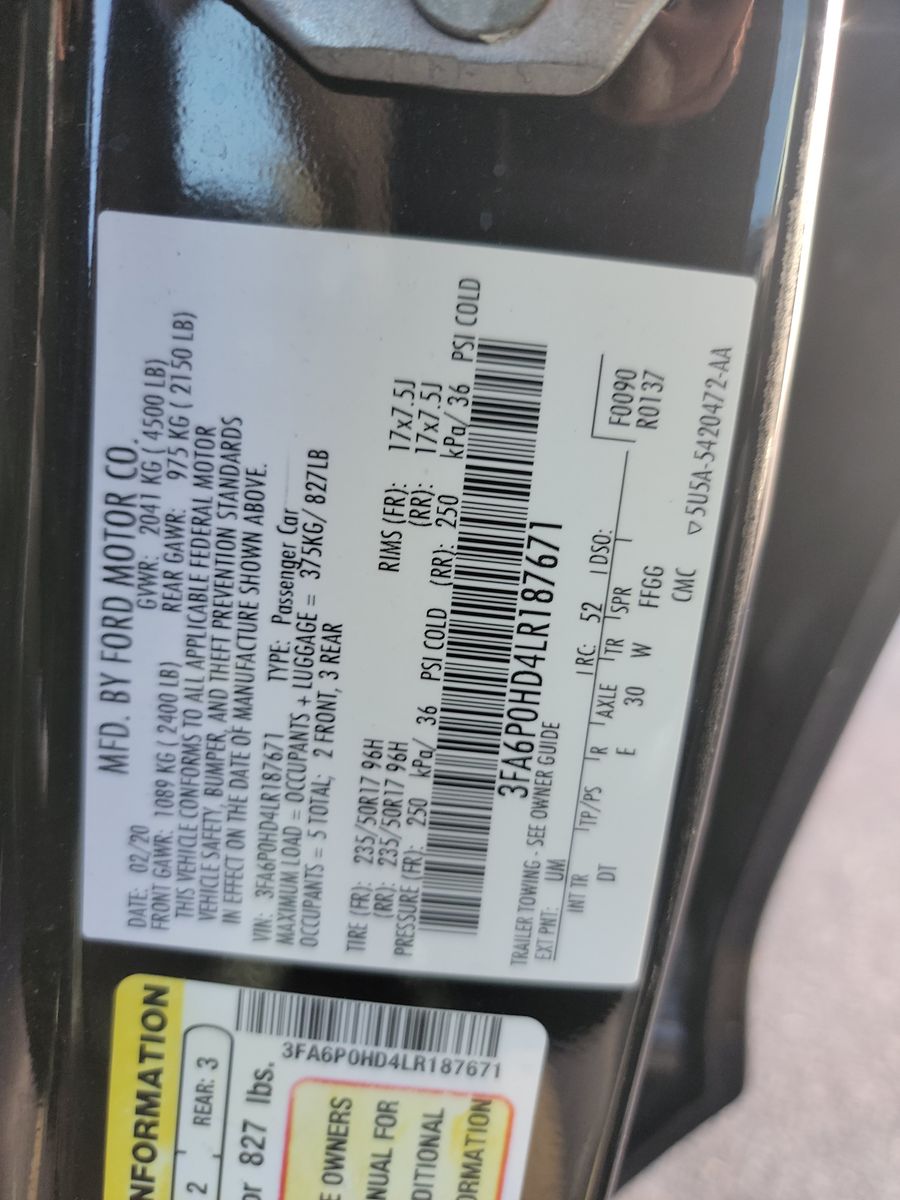 MFD. BY FORD MOTOR CO.
DATE: 02/20 GVWR: 2041 KG ( 4500 LB)
FRONT GAWR: 1089 KG ( 2400 LB) REAR GAWR: 975 KG ( 2150 LB)
THIS VEHICLE CONFORMS TO ALL APPLICABLE FEDERAL MOTOR
VEHICLE SAFETY, BUMPER, AND THEFT PREVENTION STANDARDS
IN EFFECT ON THE DATE OF MANUFACTURE SHOWN ABOVE.
VIN: 3FA6P0HD4LR187671 TYPE: Passenger Car
MAXIMUM LOAD = OCCUPANTS + LUGGAGE = 375KG/ 827LB
OCCUPANTS = 5 TOTAL; 2 FRONT, 3 REAR
TIRE (FR): 235/50R17 96H RIMS (FR): 17x7.5J
(RR): 235/50R17 96H (RR): 17x7.5J
PRESSURE (FR): 250 kPa/ 36 PSI COLD (RR): 250 kPa/ 36 PSI COLD
3FA6P0HD4LR187671
TRAILER TOWING - SEE OWNER GUIDE
EXT PNT: UM RC: 52 DSO: F0090
INT TR TP/PS R AXLE TR SPR R0137
DT E 30 W FFGG
CMC ▽5U5A-5420472-AA
NFORMATION
2 REAR: 3
or 827 lbs.
3FA6P0HD4LR187671
E OWNERS
NUAL FOR
DITIONAL
ORMATION